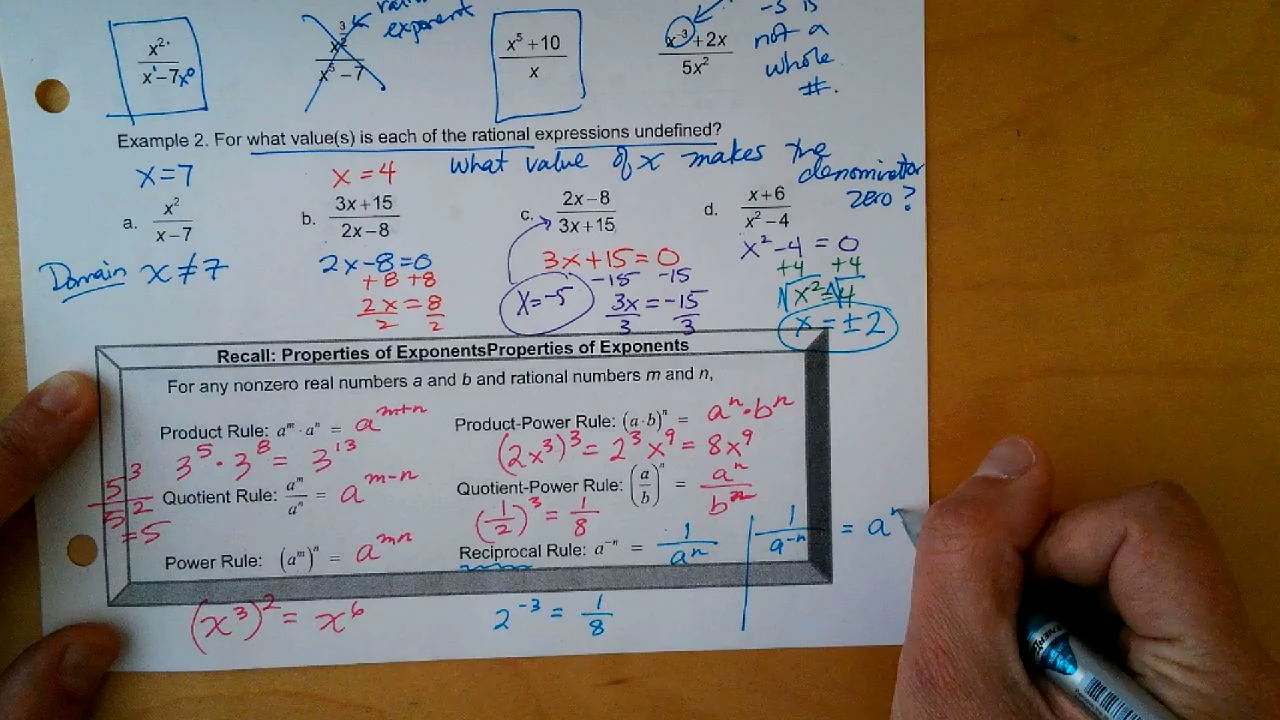 exponent
-3 is
not a
whole
#.
x²
x¹ - 7x⁰
x^(3/2)
x⁵ - 7
x⁵ + 10
x
x⁻³ + 2x
5x²
Example 2. For what value(s) is each of the rational expressions undefined?
What value of x makes the
denominator
zero?
x = 7
x = 4
a. x² / (x - 7)
b. (3x + 15) / (2x - 8)
c. (2x - 8) / (3x + 15)
d. (x + 6) / (x² - 4)
Domain x ≠ 7
2x - 8 = 0
+8 +8
2x = 8
2 2
3x + 15 = 0
-15 -15
x = -5
3x = -15
3 3
x² - 4 = 0
+4 +4
√x² = √4
x = ±2
Recall: Properties of ExponentsProperties of Exponents
For any nonzero real numbers a and b and rational numbers m and n,
Product Rule: aᵐ · aⁿ = aᵐ⁺ⁿ
3⁵ · 3⁸ = 3¹³
Quotient Rule: aᵐ / aⁿ = aᵐ⁻ⁿ
5³ / 5² = 5
Power Rule: (aᵐ)ⁿ = aᵐⁿ
(x³)² = x⁶
Product-Power Rule: (a · b)ⁿ = aⁿ · bⁿ
(2x³)³ = 2³x⁹ = 8x⁹
Quotient-Power Rule: (a/b)ⁿ = aⁿ / bⁿ
(1/2)³ = 1/8
Reciprocal Rule: a⁻ⁿ = 1/aⁿ
1/a⁻ⁿ = aⁿ
2⁻³ = 1/8